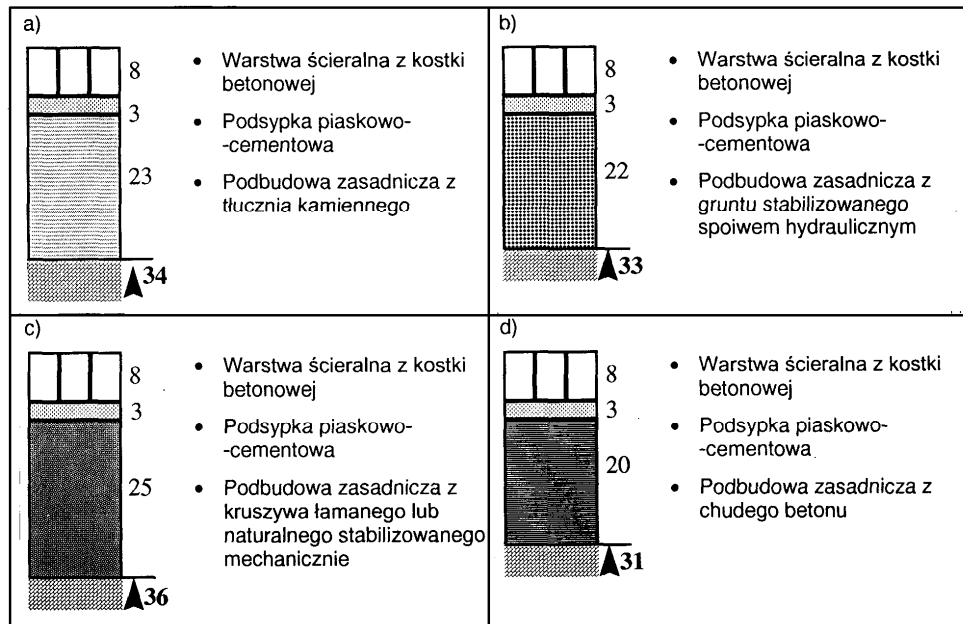 a)
8
3
23
34
• Warstwa ścieralna z kostki
betonowej
• Podsypka piaskowo-
-cementowa
• Podbudowa zasadnicza z
tłucznia kamiennego
b)
8
3
22
33
• Warstwa ścieralna z kostki
betonowej
• Podsypka piaskowo-
-cementowa
• Podbudowa zasadnicza z
gruntu stabilizowanego
spoiwem hydraulicznym
c)
8
3
25
36
• Warstwa ścieralna z kostki
betonowej
• Podsypka piaskowo-
-cementowa
• Podbudowa zasadnicza z
kruszywa łamanego lub
naturalnego stabilizowanego
mechanicznie
d)
8
3
20
31
• Warstwa ścieralna z kostki
betonowej
• Podsypka piaskowo-
-cementowa
• Podbudowa zasadnicza z
chudego betonu